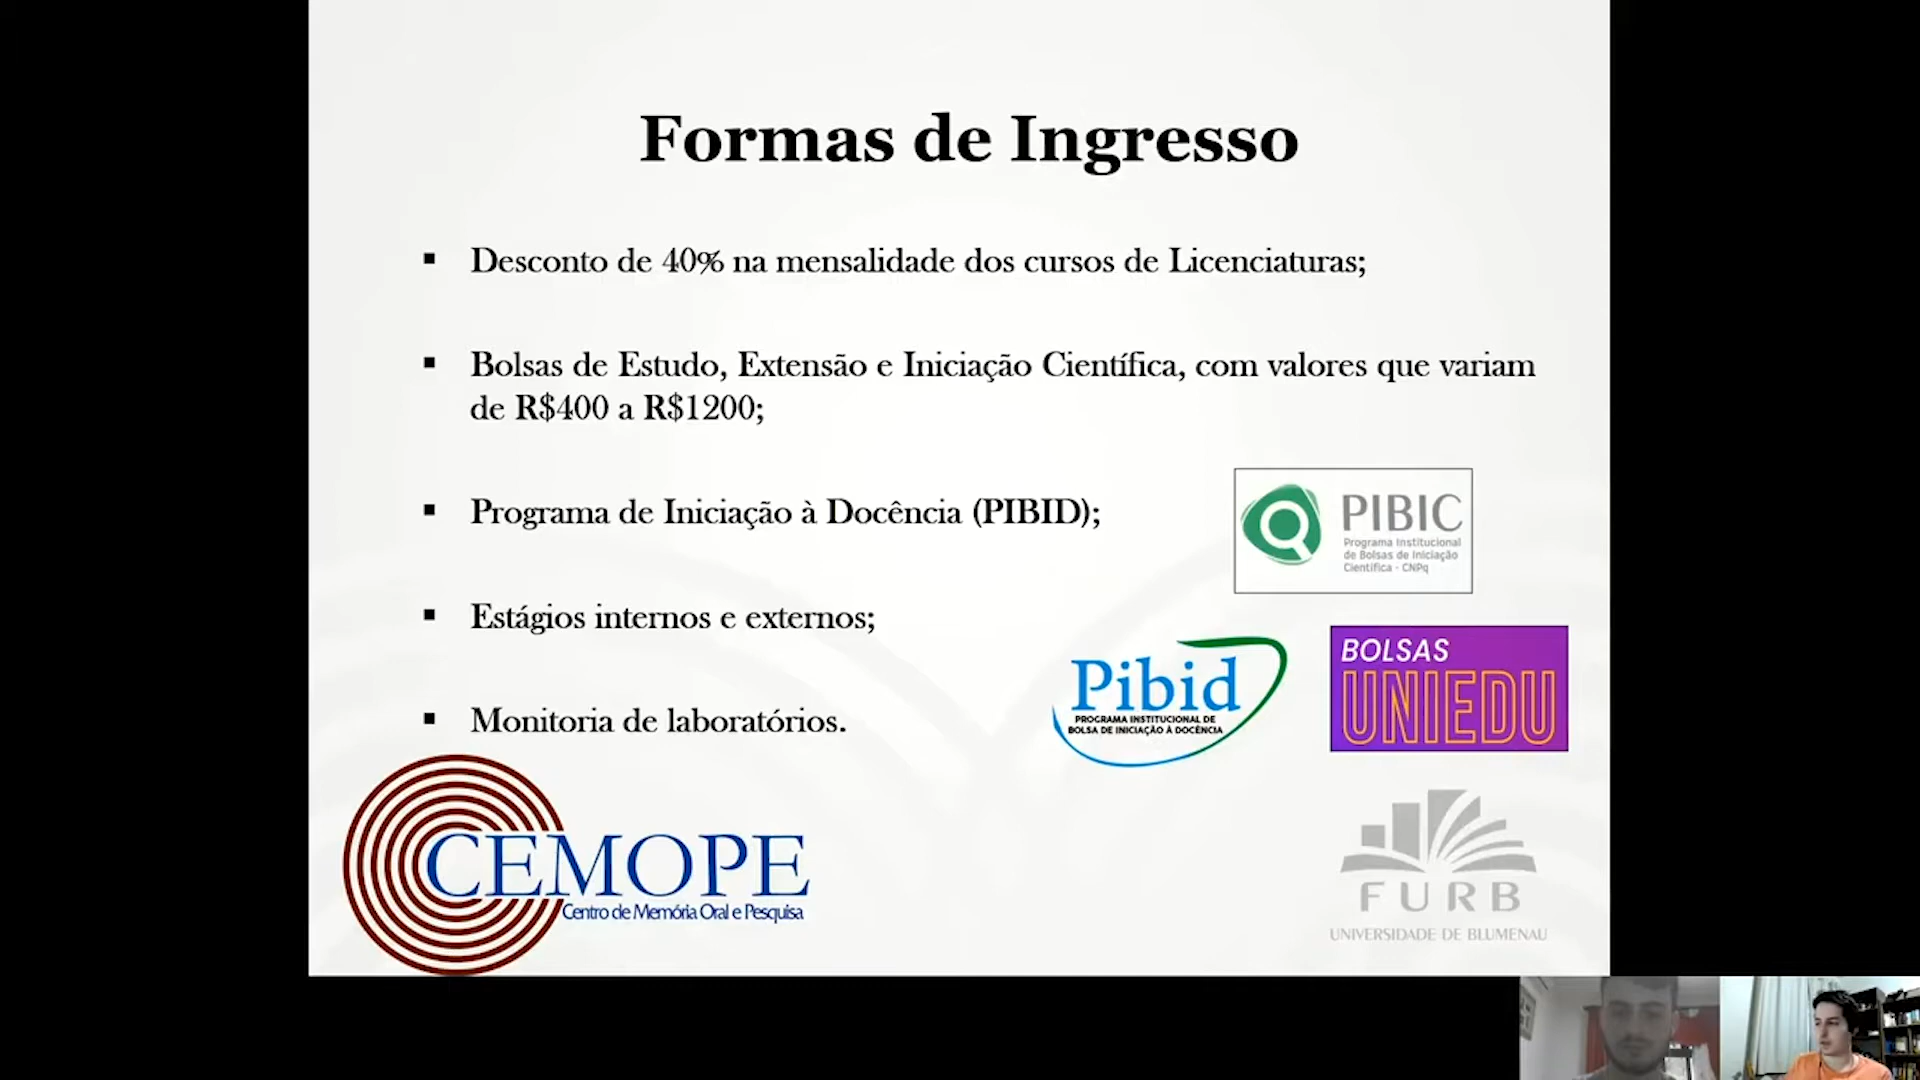 Formas de Ingresso
▪ Desconto de 40% na mensalidade dos cursos de Licenciaturas;
▪ Bolsas de Estudo, Extensão e Iniciação Científica, com valores que variam
de R$400 a R$1200;
▪ Programa de Iniciação à Docência (PIBID);
▪ Estágios internos e externos;
▪ Monitoria de laboratórios.
PIBIC
Programa Institucional
de Bolsas de Iniciação
Científica - CNPq
Pibid
PROGRAMA INSTITUCIONAL DE
BOLSA DE INICIAÇÃO À DOCÊNCIA
BOLSAS
UNIEDU
CEMOPE
Centro de Memória Oral e Pesquisa
FURB
UNIVERSIDADE DE BLUMENAU